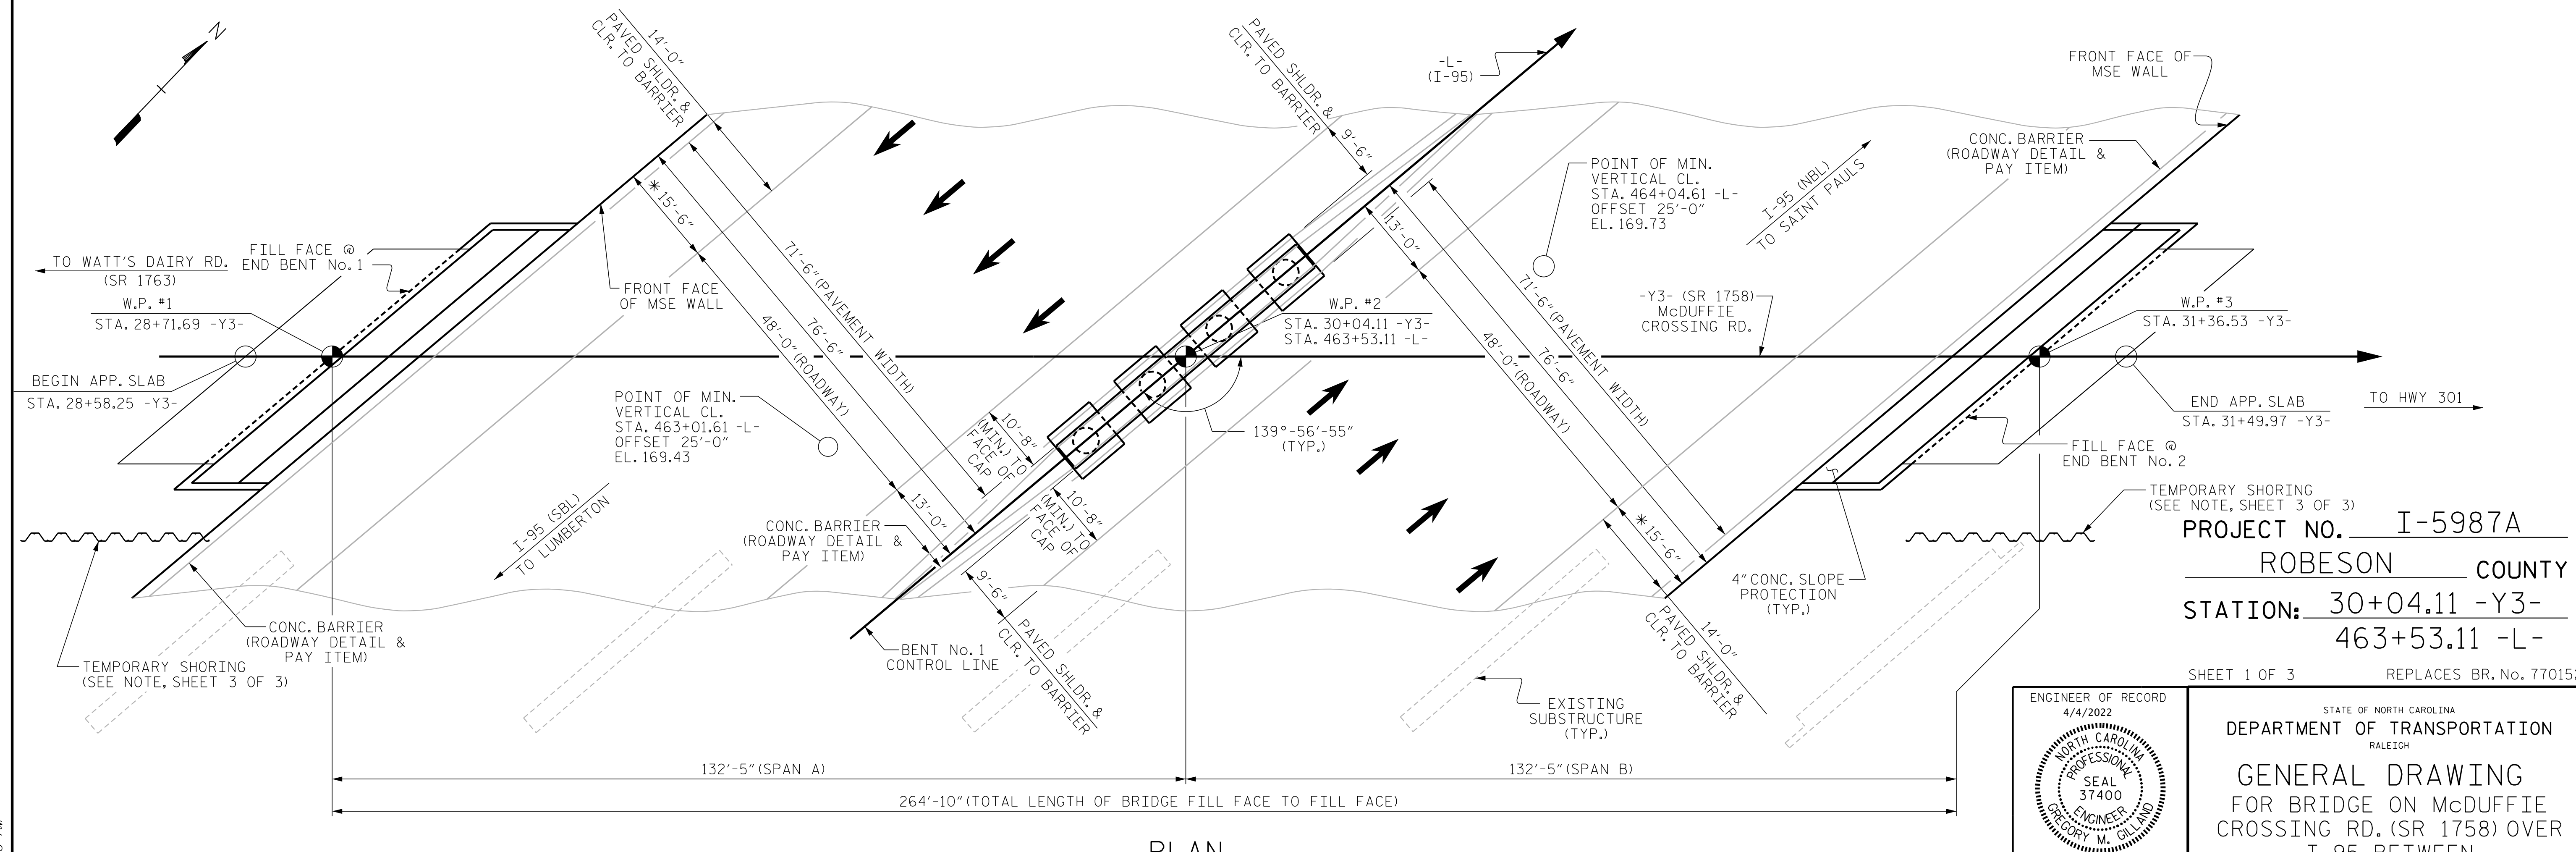 N
14'-0"
PAVED SHLDR. &
CLR. TO BARRIER
PAVED SHLDR. &
CLR. TO BARRIER
9'-6"
-L-
(I-95)
FRONT FACE OF
MSE WALL
CONC. BARRIER
(ROADWAY DETAIL &
PAY ITEM)
POINT OF MIN.
VERTICAL CL.
STA. 464+04.61 -L-
OFFSET 25'-0"
EL. 169.73
I-95 (NBL)
TO SAINT PAULS
TO WATT'S DAIRY RD.
(SR 1763)
FILL FACE @
END BENT No. 1
W.P. #1
STA. 28+71.69 -Y3-
BEGIN APP. SLAB
STA. 28+58.25 -Y3-
* 15'-6"
FRONT FACE
OF MSE WALL
71'-6" (PAVEMENT WIDTH)
76'-6"
48'-0" (ROADWAY)
13'-0"
W.P. #2
STA. 30+04.11 -Y3-
STA. 463+53.11 -L-
13'-0"
71'-6" (PAVEMENT WIDTH)
76'-6"
48'-0" (ROADWAY)
-Y3- (SR 1758)
McDUFFIE
CROSSING RD.
W.P. #3
STA. 31+36.53 -Y3-
END APP. SLAB
STA. 31+49.97 -Y3-
TO HWY 301
POINT OF MIN.
VERTICAL CL.
STA. 463+01.61 -L-
OFFSET 25'-0"
EL. 169.43
10'-8"
(MIN.) TO
FACE OF
CAP
139°-56'-55"
(TYP.)
FILL FACE @
END BENT No. 2
I-95 (SBL)
TO LUMBERTON
CONC. BARRIER
(ROADWAY DETAIL &
PAY ITEM)
10'-8"
(MIN.) TO
FACE OF
CAP
* 15'-6"
4" CONC. SLOPE
PROTECTION
(TYP.)
TEMPORARY SHORING
(SEE NOTE, SHEET 3 OF 3)
CONC. BARRIER
(ROADWAY DETAIL &
PAY ITEM)
TEMPORARY SHORING
(SEE NOTE, SHEET 3 OF 3)
9'-6"
PAVED SHLDR. &
CLR. TO BARRIER
BENT No. 1
CONTROL LINE
14'-0"
PAVED SHLDR. &
CLR. TO BARRIER
EXISTING
SUBSTRUCTURE
(TYP.)
132'-5" (SPAN A)
132'-5" (SPAN B)
264'-10" (TOTAL LENGTH OF BRIDGE FILL FACE TO FILL FACE)
PLAN
PROJECT NO. I-5987A
ROBESON COUNTY
STATION: 30+04.11 -Y3-
463+53.11 -L-
SHEET 1 OF 3 REPLACES BR. No. 770152
ENGINEER OF RECORD
4/4/2022
NORTH CAROLINA
PROFESSIONAL
SEAL
37400
ENGINEER
GREGORY M. GILLAND
STATE OF NORTH CAROLINA
DEPARTMENT OF TRANSPORTATION
RALEIGH
GENERAL DRAWING
FOR BRIDGE ON McDUFFIE
CROSSING RD. (SR 1758) OVER
I-95 BETWEEN